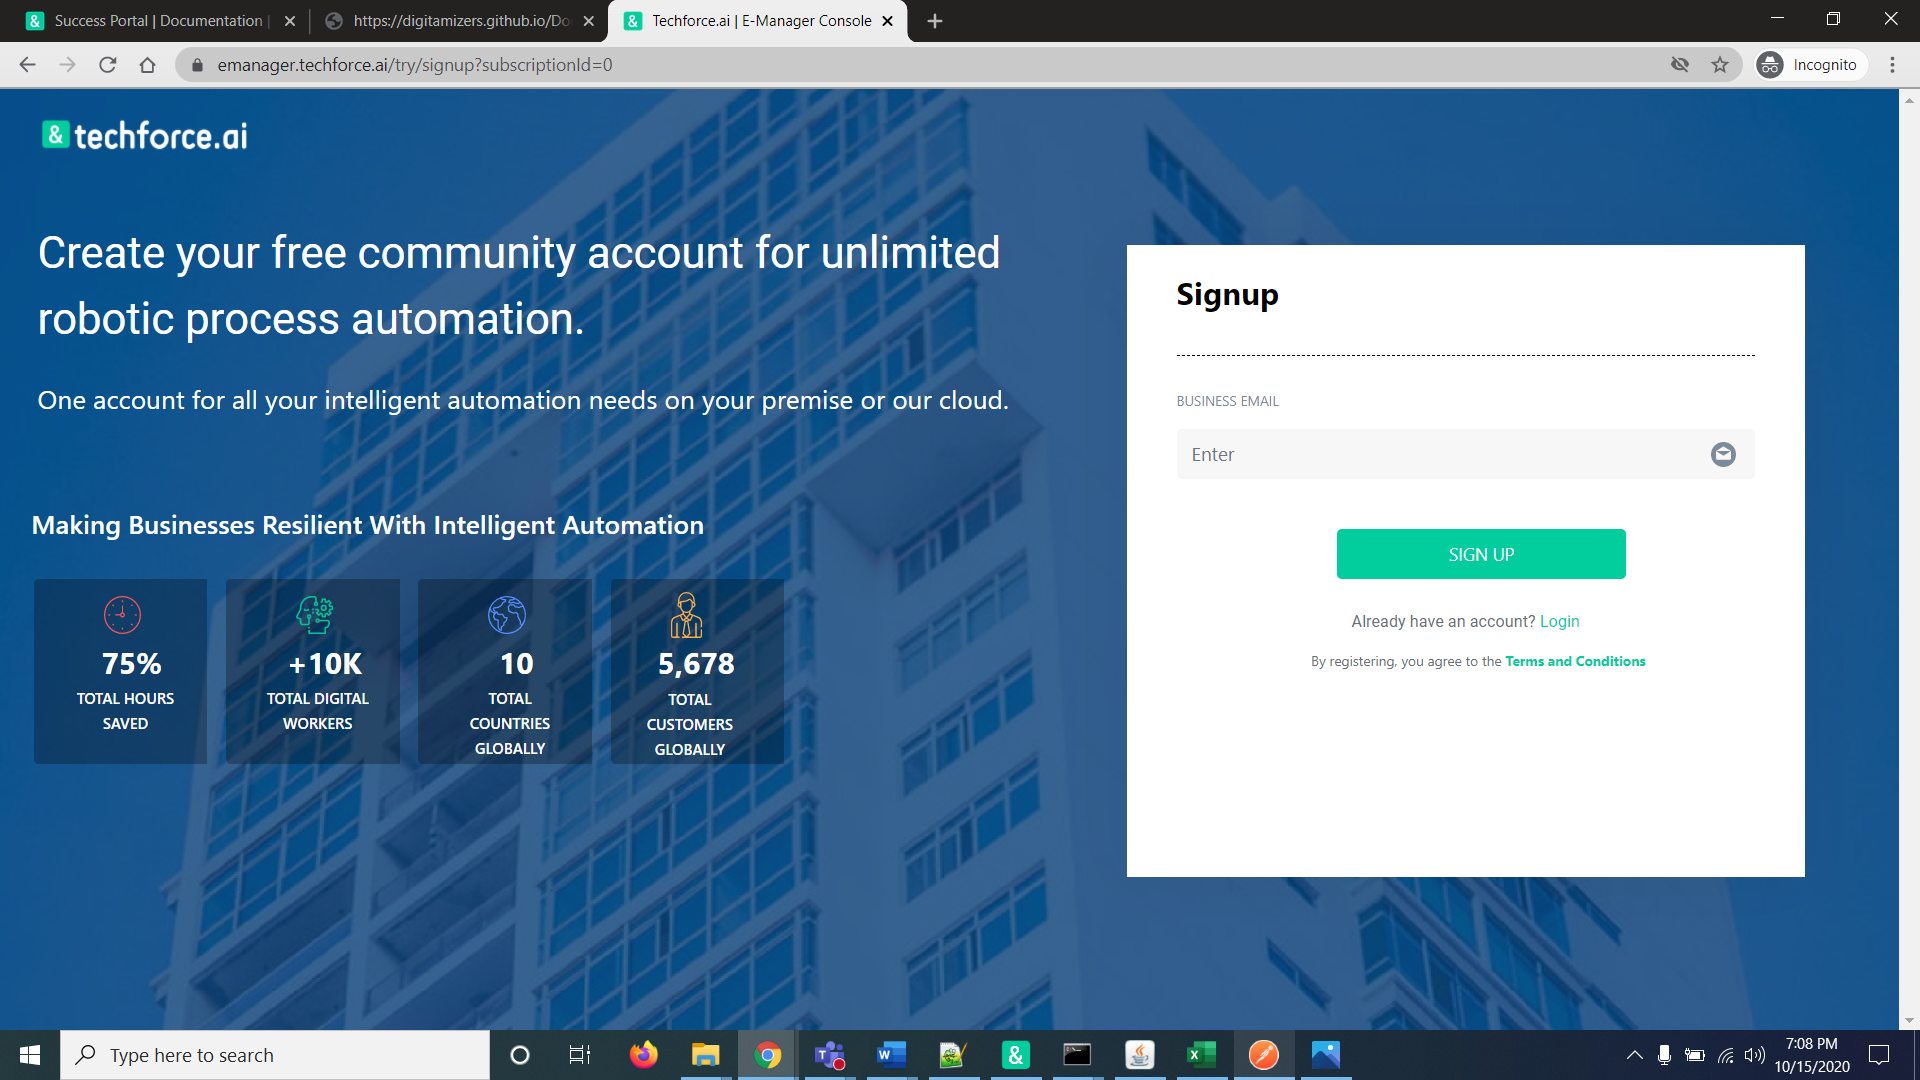 Success Portal | Documentation |
https://digitamizers.github.io/Do
Techforce.ai | E-Manager Console
emanager.techforce.ai/try/signup?subscriptionId=0
Incognito
& techforce.ai
Create your free community account for unlimited
robotic process automation.
One account for all your intelligent automation needs on your premise or our cloud.
Making Businesses Resilient With Intelligent Automation
75%
TOTAL HOURS
SAVED
+10K
TOTAL DIGITAL
WORKERS
10
TOTAL
COUNTRIES
GLOBALLY
5,678
TOTAL
CUSTOMERS
GLOBALLY
Signup
BUSINESS EMAIL
Enter
SIGN UP
Already have an account? Login
By registering, you agree to the Terms and Conditions
Type here to search
7:08 PM
10/15/2020